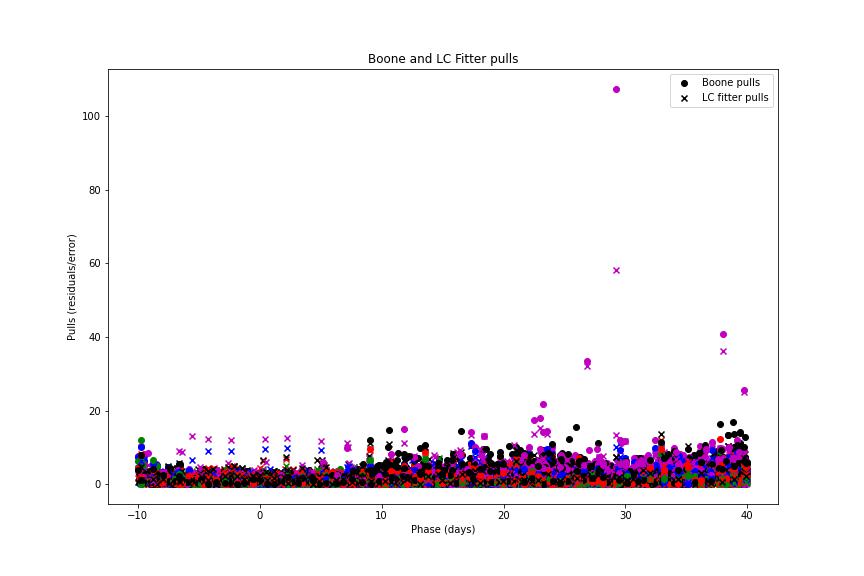 Boone and LC Fitter pulls
Boone pulls
LC fitter pulls
100
80
60
40
20
0
Pulls (residuals/error)
−10
0
10
20
30
40
Phase (days)